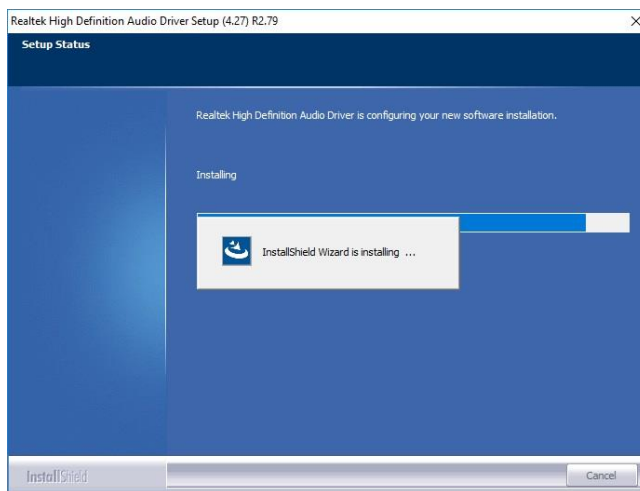 Realtek High Definition Audio Driver Setup (4.27) R2.79
Setup Status
Realtek High Definition Audio Driver is configuring your new software installation.
Installing
InstallShield Wizard is installing ...
InstallShield
Cancel